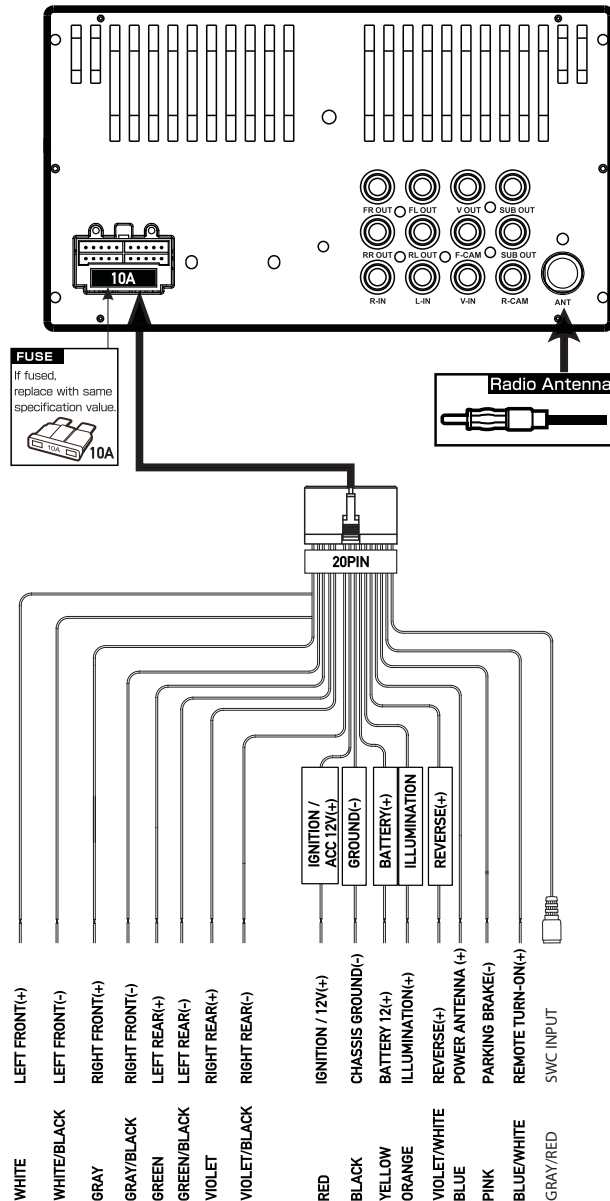 FR OUT FL OUT V OUT SUB OUT
RR OUT RL OUT F-CAM SUB OUT
R-IN L-IN V-IN R-CAM ANT
10A
FUSE
If fused,
replace with same
specification value.
10A
10A
Radio Antenna
20PIN
IGNITION /
ACC 12V(+)
GROUND(-)
BATTERY(+)
ILLUMINATION
REVERSE(+)
WHITE LEFT FRONT(+)
WHITE/BLACK LEFT FRONT(-)
GRAY RIGHT FRONT(+)
GRAY/BLACK RIGHT FRONT(-)
GREEN LEFT REAR(+)
GREEN/BLACK LEFT REAR(-)
VIOLET RIGHT REAR(+)
VIOLET/BLACK RIGHT REAR(-)
RED IGNITION / 12V(+)
BLACK CHASSIS GROUND(-)
YELLOW BATTERY 12(+)
ORANGE ILLUMINATION(+)
VIOLET/WHITE REVERSE(+)
BLUE POWER ANTENNA (+)
PINK PARKING BRAKE(-)
BLUE/WHITE REMOTE TURN-ON(+)
GRAY/RED SWC INPUT